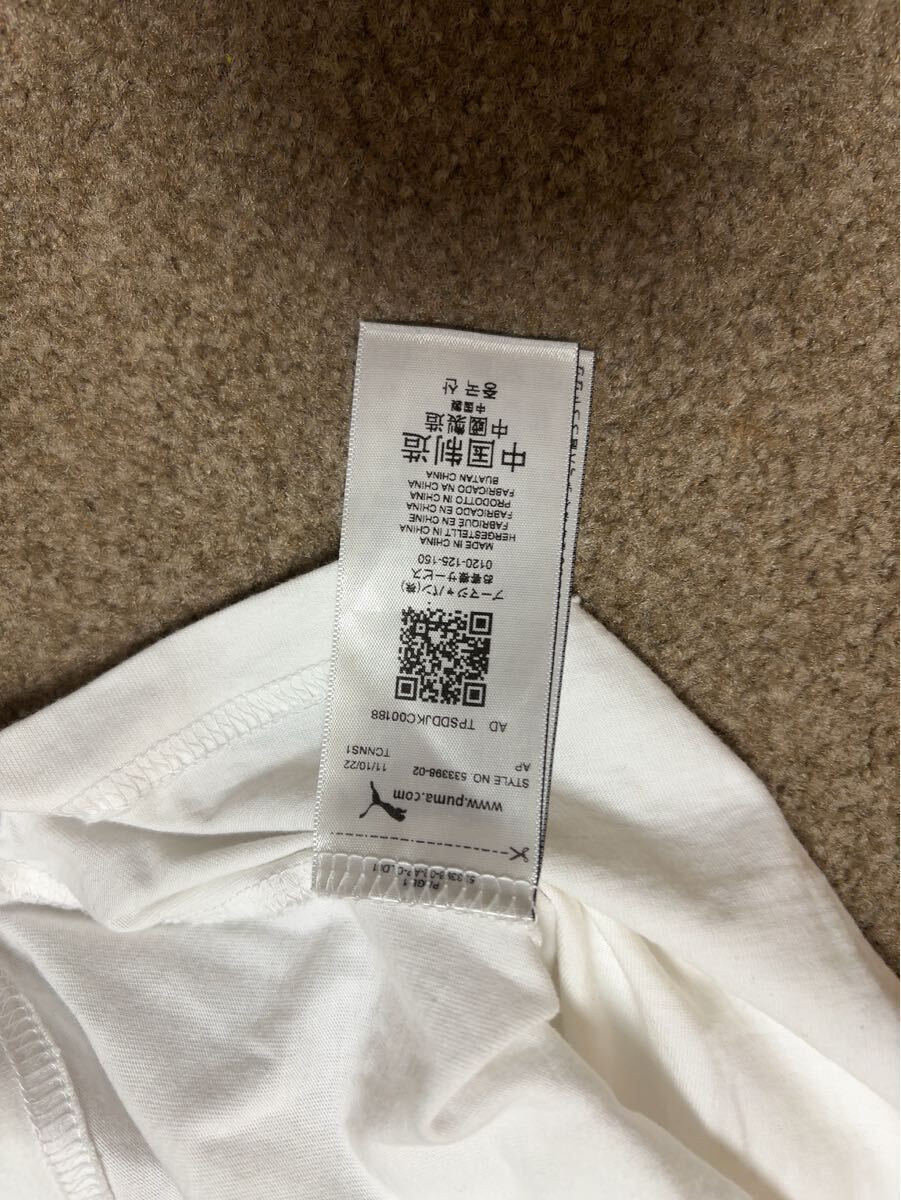 www.puma.com
STYLE NO 533398-02 11/10/22
AP TCNNS1
AD TPSDDJKC00188
プーマジャパン(株)
お客様サービス
0120-125-150
MADE IN CHINA
HERGESTELLT IN CHINA
FABRIQUÉ EN CHINE
FABRICADO EN CHINA
PRODOTTO IN CHINA
FABRICADO NA CHINA
BUATAN CHINA
中国制造
中國製造
中国製
중국 산